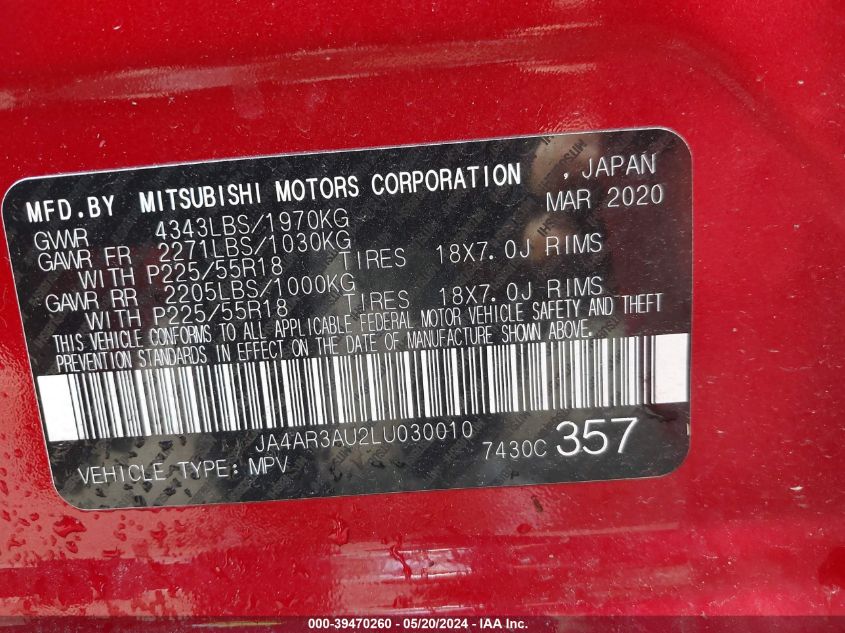 MFD.BY MITSUBISHI MOTORS CORPORATION , JAPAN
MAR 2020
GVWR 4343LBS/1970KG
GAWR FR 2271LBS/1030KG
WITH P225/55R18 TIRES 18X7.0J RIMS
GAWR RR 2205LBS/1000KG
WITH P225/55R18 TIRES 18X7.0J RIMS
THIS VEHICLE CONFORMS TO ALL APPLICABLE FEDERAL MOTOR VEHICLE SAFETY AND THEFT
PREVENTION STANDARDS IN EFFECT ON THE DATE OF MANUFACTURE SHOWN ABOVE.
JA4AR3AU2LU030010 7430C 357
VEHICLE TYPE: MPV
000-39470260 / 05/20/2024 - IAA Inc.